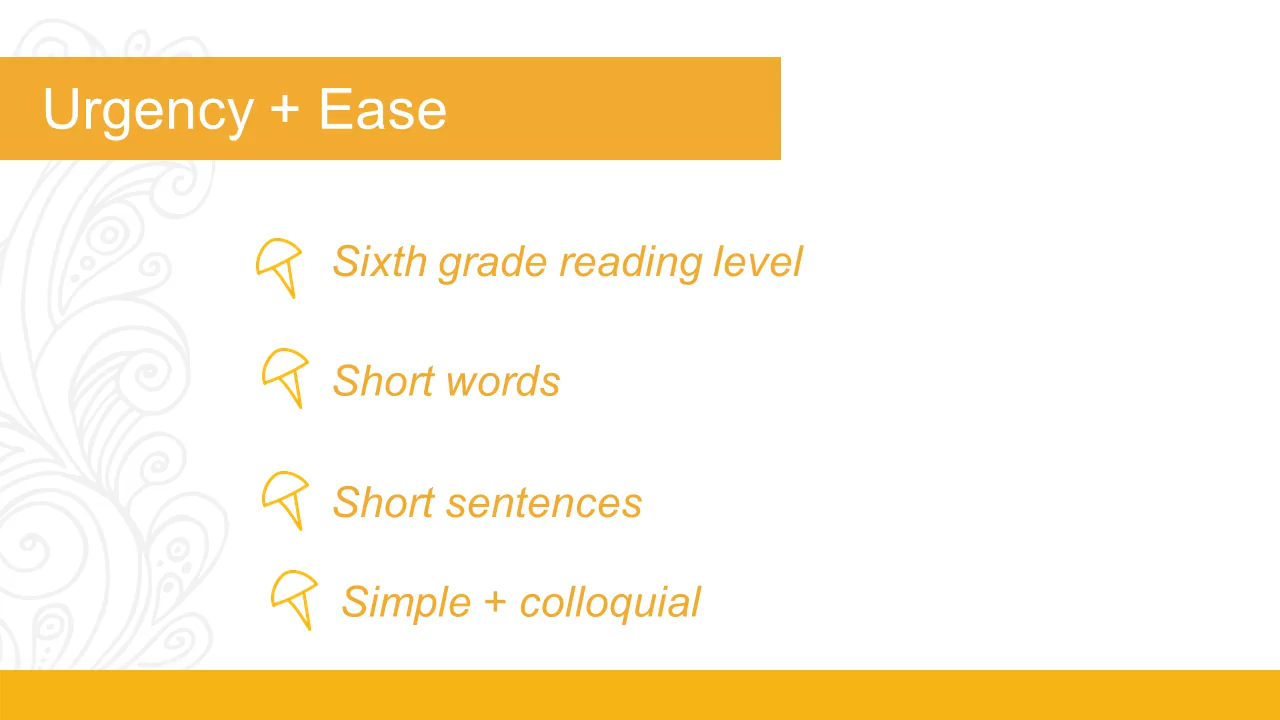 Urgency + Ease
Sixth grade reading level
Short words
Short sentences
Simple + colloquial